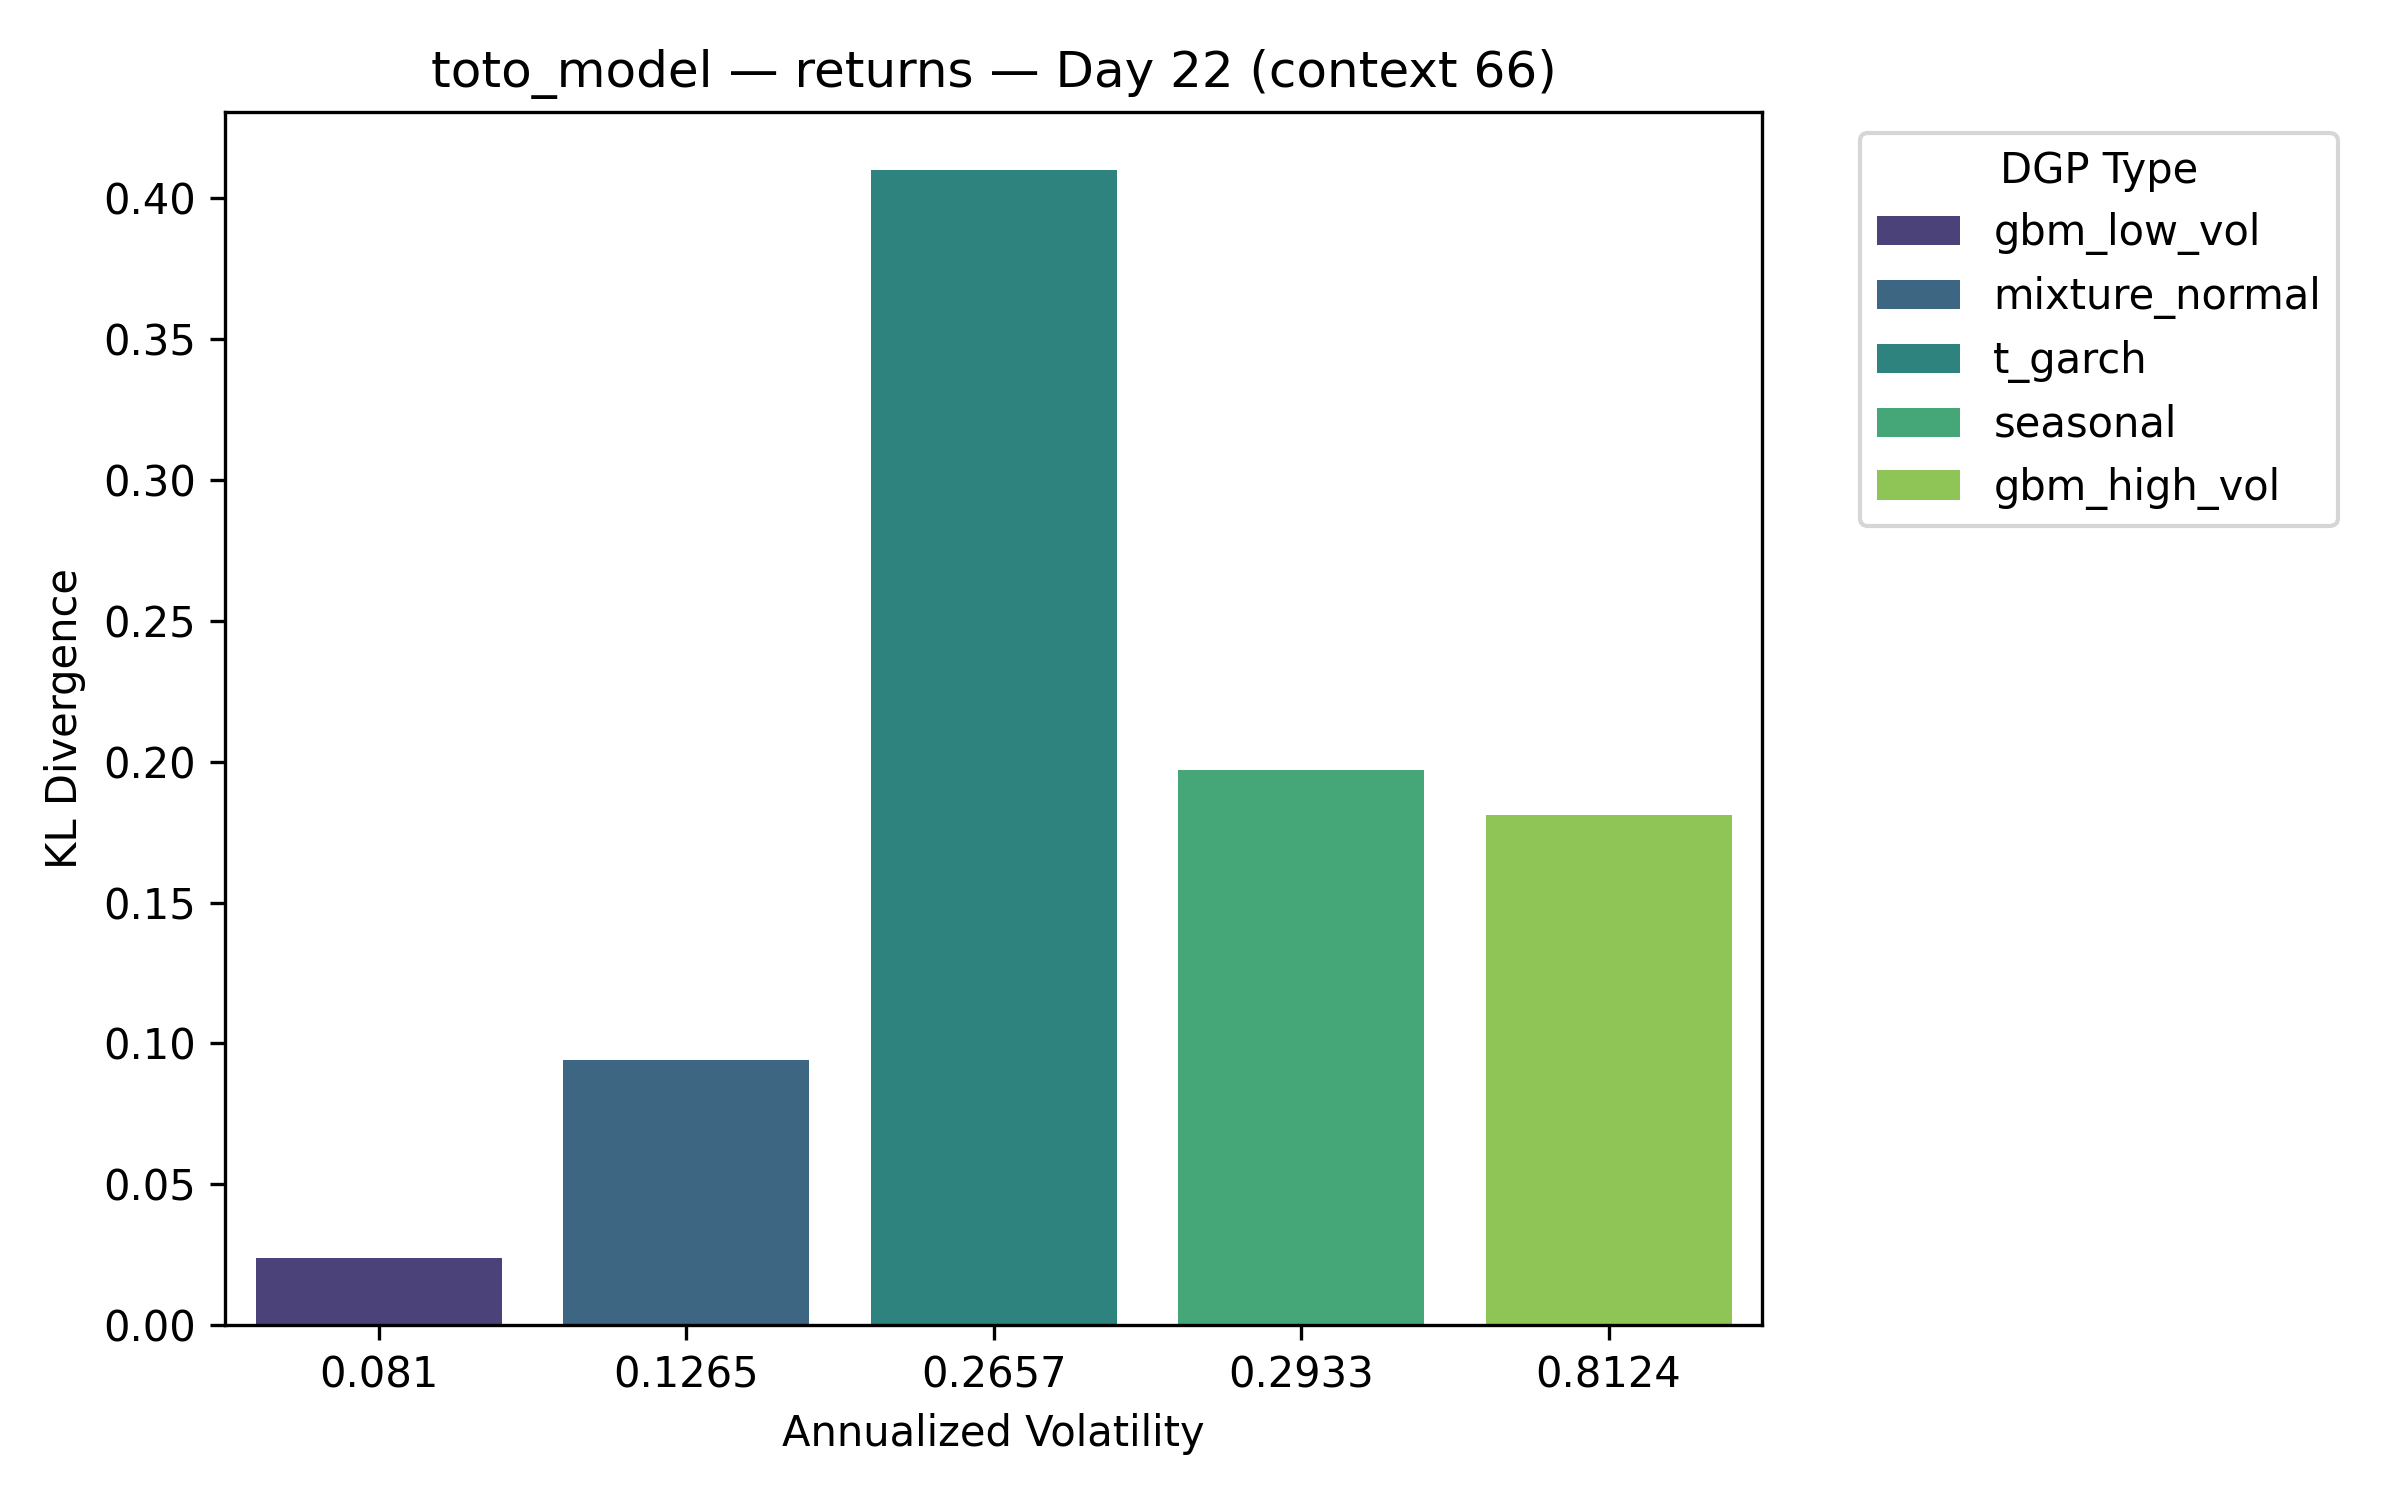 toto_model — returns — Day 22 (context 66)
KL Divergence
0.40
0.35
0.30
0.25
0.20
0.15
0.10
0.05
0.00
0.081
0.1265
0.2657
0.2933
0.8124
Annualized Volatility
DGP Type
gbm_low_vol
mixture_normal
t_garch
seasonal
gbm_high_vol